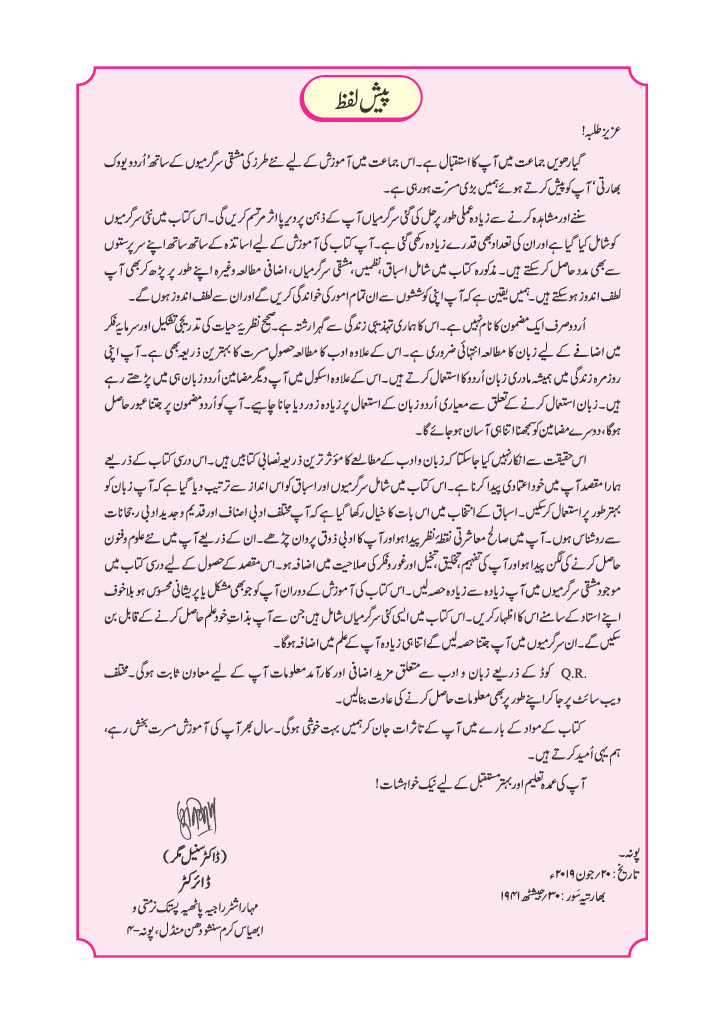 پیش لفظ
عزیز طلبہ!
گیارھویں جماعت میں آپ کا استقبال ہے۔ اس جماعت میں آموزش کے لیے نئے طرز کی مشقی سرگرمیوں کے ساتھ ’اُردو یووک
بھارتی‘ آپ کو پیش کرتے ہوئے ہمیں بڑی مسرّت ہو رہی ہے۔
سننے اور مشاہدہ کرنے سے زیادہ عملی طور پر حل کی گئی سرگرمیاں آپ کے ذہن پر دیرپا اثر مرتسم کریں گی۔ اس کتاب میں نئی سرگرمیوں
کو شامل کیا گیا ہے اور ان کی تعداد بھی قدرے زیادہ رکھی گئی ہے۔ آپ کتاب کی آموزش کے لیے اساتذہ کے ساتھ ساتھ اپنے سرپرستوں
سے بھی مدد حاصل کر سکتے ہیں۔ مذکورہ کتاب میں شامل اسباق، نظمیں، مشقی سرگرمیاں، اضافی مطالعہ وغیرہ اپنے طور پر پڑھ کر بھی آپ
لطف اندوز ہو سکتے ہیں۔ ہمیں یقین ہے کہ آپ اپنی کوششوں سے ان تمام امور کی خواندگی کریں گے اور ان سے لطف اندوز ہوں گے۔
اُردو صرف ایک مضمون کا نام نہیں ہے۔ اس کا ہماری تہذیبی زندگی سے گہرا رشتہ ہے۔ صحیح نظریۂ حیات کی تدریجی تشکیل اور سرمایۂ فکر
میں اضافے کے لیے زبان کا مطالعہ انتہائی ضروری ہے۔ اس کے علاوہ ادب کا مطالعہ حصولِ مسرت کا بہترین ذریعہ بھی ہے۔ آپ اپنی
روزمرہ زندگی میں ہمیشہ مادری زبان اُردو کا استعمال کرتے ہیں۔ اس کے علاوہ اسکول میں آپ دیگر مضامین اُردو زبان ہی میں پڑھتے رہے
ہیں۔ زبان استعمال کرنے کے تعلق سے معیاری اُردو زبان کے استعمال پر زیادہ زور دیا جانا چاہیے۔ آپ کو اُردو مضمون پر جتنا عبور حاصل
ہوگا، دوسرے مضامین کو سمجھنا اتنا ہی آسان ہو جائے گا۔
اس حقیقت سے انکار نہیں کیا جا سکتا کہ زبان و ادب کے مطالعے کا مؤثر ترین ذریعہ نصابی کتابیں ہیں۔ اس درسی کتاب کے ذریعے
ہمارا مقصد آپ میں خود اعتمادی پیدا کرنا ہے۔ اس کتاب میں شامل سرگرمیوں اور اسباق کو اس انداز سے ترتیب دیا گیا ہے کہ آپ زبان کو
بہتر طور پر استعمال کر سکیں۔ اسباق کے انتخاب میں اس بات کا خیال رکھا گیا ہے کہ آپ مختلف ادبی اصناف اور قدیم و جدید ادبی رجحانات
سے روشناس ہوں۔ آپ میں صالح معاشرتی نقطۂ نظر پیدا ہو اور آپ کا ادبی ذوق پروان چڑھے۔ ان کے ذریعے آپ میں نئے علوم و فنون
حاصل کرنے کی لگن پیدا ہو اور آپ کی تفہیم، تخلیق، تخیل اور غور و فکر کی صلاحیت میں اضافہ ہو۔ اس مقصد کے حصول کے لیے درسی کتاب میں
موجود مشقی سرگرمیوں میں آپ زیادہ سے زیادہ حصہ لیں۔ اس کتاب کی آموزش کے دوران آپ کو جو بھی مشکل یا پریشانی محسوس ہو بلا خوف
اپنے استاد کے سامنے اس کا اظہار کریں۔ اس کتاب میں ایسی کئی سرگرمیاں شامل ہیں جن سے آپ بذاتِ خود علم حاصل کرنے کے قابل بن
سکیں گے۔ ان سرگرمیوں میں آپ جتنا حصہ لیں گے اتنا ہی زیادہ آپ کے علم میں اضافہ ہوگا۔
Q.R. کوڈ کے ذریعے زبان و ادب سے متعلق مزید اضافی اور کارآمد معلومات آپ کے لیے معاون ثابت ہوگی۔ مختلف
ویب سائٹ پر جا کر اپنے طور پر بھی معلومات حاصل کرنے کی عادت بنا لیں۔
کتاب کے مواد کے بارے میں آپ کے تاثرات جان کر ہمیں بہت خوشی ہوگی۔ سال بھر آپ کی آموزش مسرت بخش رہے،
ہم یہی اُمید کرتے ہیں۔
آپ کی عمدہ تعلیم اور بہتر مستقبل کے لیے نیک خواہشات!
(ڈاکٹر سنیل مگر)
ڈائرکٹر
مہاراشٹر راجیہ پاٹھیہ پستک نرمتی و
ابھیاس کرم سنشودھن منڈل، پونہ-۴
پونہ۔
تاریخ : ۲۰؍جون ۲۰۱۹ء
بھارتیہ سَور : ۳۰؍جیشٹھ ۱۹۴۱